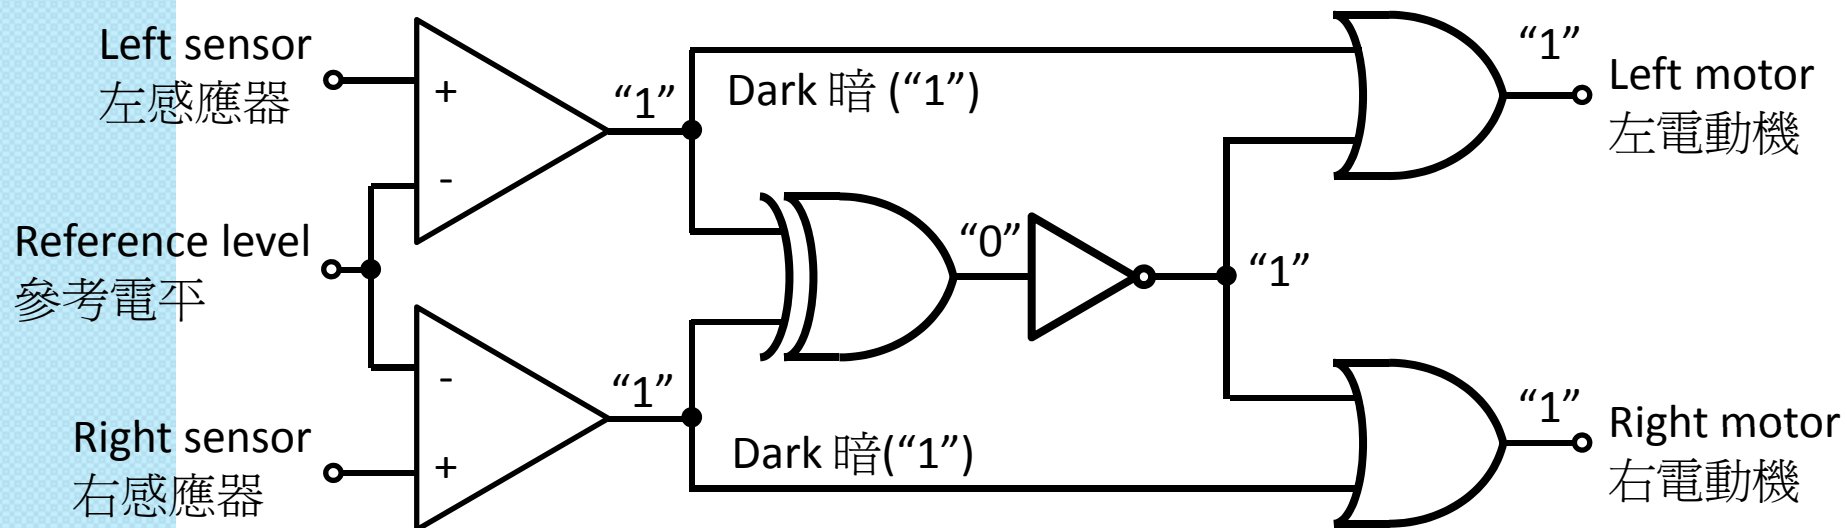 Left sensor
左感應器
+
-
“1”
Dark 暗 (“1”)
“1”
Left motor
左電動機
Reference level
參考電平
“0”
“1”
-
+
“1”
Right sensor
右感應器
Dark 暗(“1”)
“1”
Right motor
右電動機